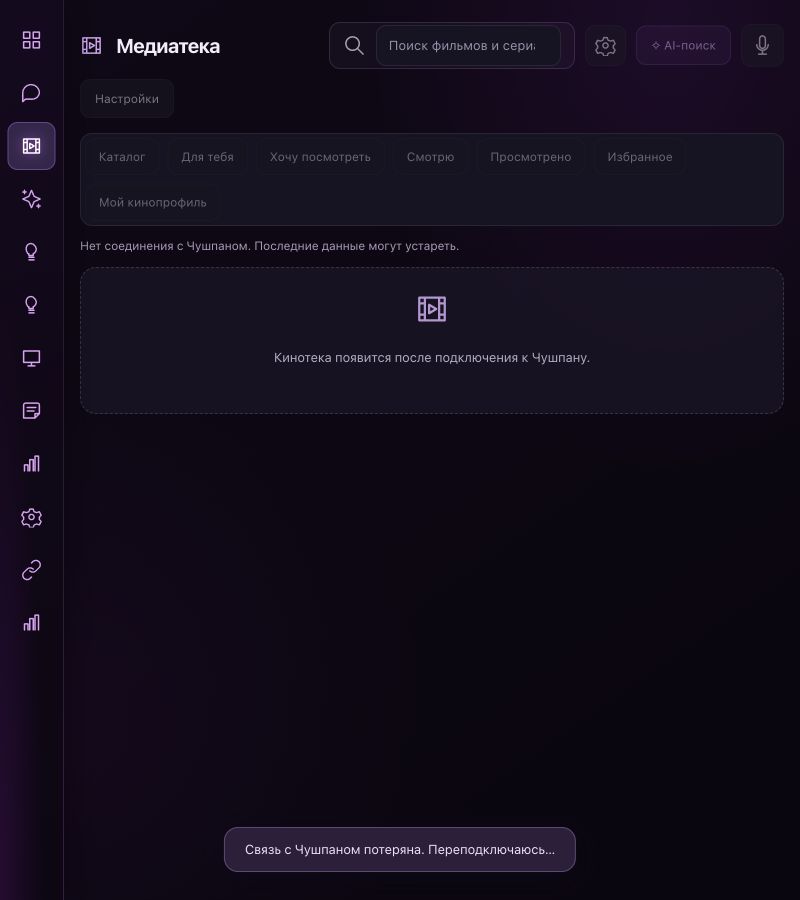 Медиатека
Поиск фильмов и сери
✧ AI-поиск
Настройки
Каталог
Для тебя
Хочу посмотреть
Смотрю
Просмотрено
Избранное
Мой кинопрофиль
Нет соединения с Чушпаном. Последние данные могут устареть.
Кинотека появится после подключения к Чушпану.
Связь с Чушпаном потеряна. Переподключаюсь...